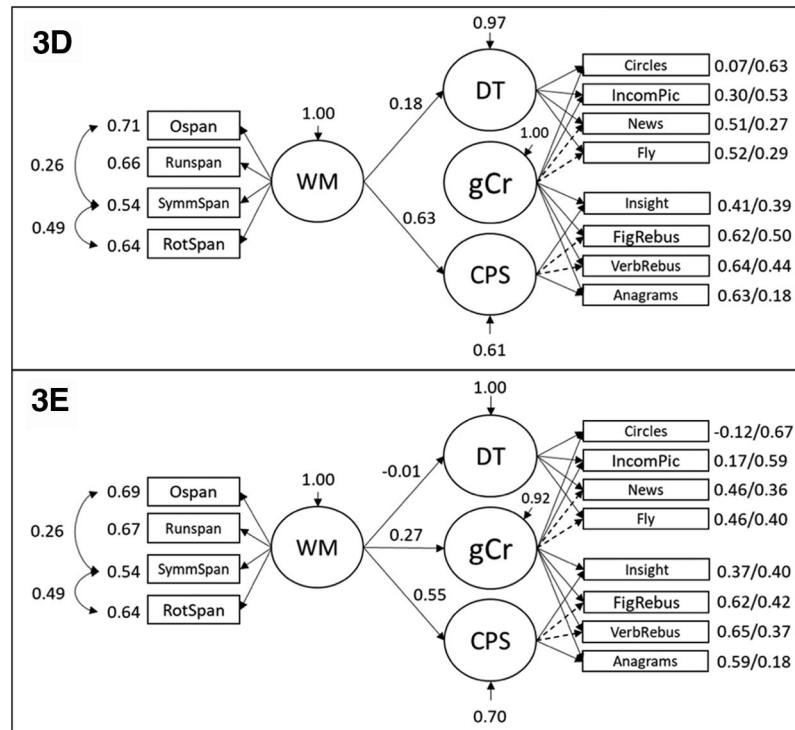 3D
0.97
Circles 0.07/0.63
DT
IncomPic 0.30/0.53
0.18
News 0.51/0.27
1.00
0.71 Ospan
1.00
Fly 0.52/0.29
0.26
0.66 Runspan
WM
gCr
0.54 SymmSpan
Insight 0.41/0.39
0.49
0.63
FigRebus 0.62/0.50
0.64 RotSpan
VerbRebus 0.64/0.44
CPS
Anagrams 0.63/0.18
0.61
3E
1.00
Circles -0.12/0.67
DT
IncomPic 0.17/0.59
-0.01
News 0.46/0.36
1.00
0.69 Ospan
0.92
Fly 0.46/0.40
0.26
0.67 Runspan
0.27
WM
gCr
0.54 SymmSpan
Insight 0.37/0.40
0.49
0.55
FigRebus 0.62/0.42
0.64 RotSpan
VerbRebus 0.65/0.37
CPS
Anagrams 0.59/0.18
0.70